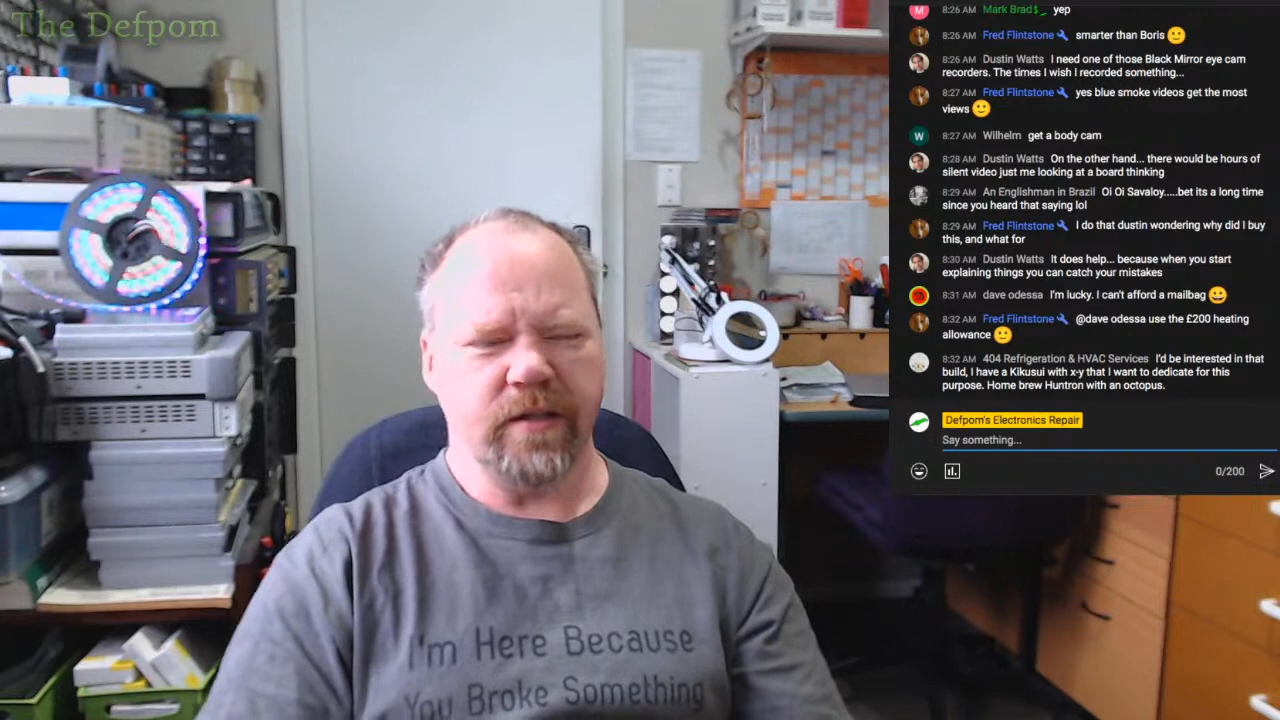 The Defpom
I'm Here Because
You Broke Something
8:26 AM Mark Brad yep
8:26 AM Fred Flintstone smarter than Boris
8:26 AM Dustin Watts I need one of those Black Mirror eye cam
recorders. The times I wish I recorded something...
8:27 AM Fred Flintstone yes blue smoke videos get the most
views
W
8:27 AM Wilhelm get a body cam
8:28 AM Dustin Watts On the other hand... there would be hours of
silent video just me looking at a board thinking
8:29 AM An Englishman in Brazil Oi Oi Savaloy.....bet its a long time
since you heard that saying lol
8:29 AM Fred Flintstone I do that dustin wondering why did I buy
this, and what for
8:30 AM Dustin Watts It does help... because when you start
explaining things you can catch your mistakes
8:31 AM dave odessa I'm lucky. I can't afford a mailbag
8:32 AM Fred Flintstone @dave odessa use the £200 heating
allowance
8:32 AM 404 Refrigeration & HVAC Services I'd be interested in that
build, I have a Kikusui with x-y that I want to dedicate for this
purpose. Home brew Huntron with an octopus.
Defpom's Electronics Repair
Say something...
0/200